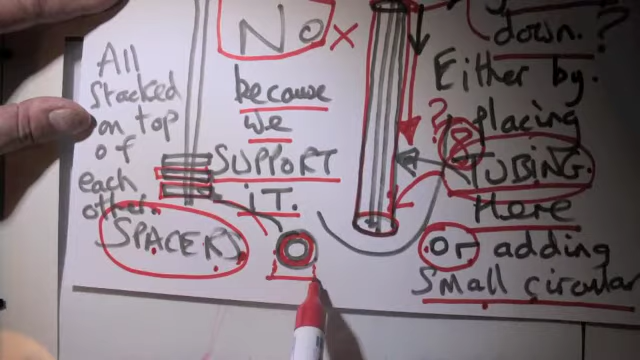 No x
All
stacked
on top
of
each
other.
SPACERS
because
we
SUPPORT
iT.
down.?
Either by.
? placing
TUBING.
Here
or adding
Small circular